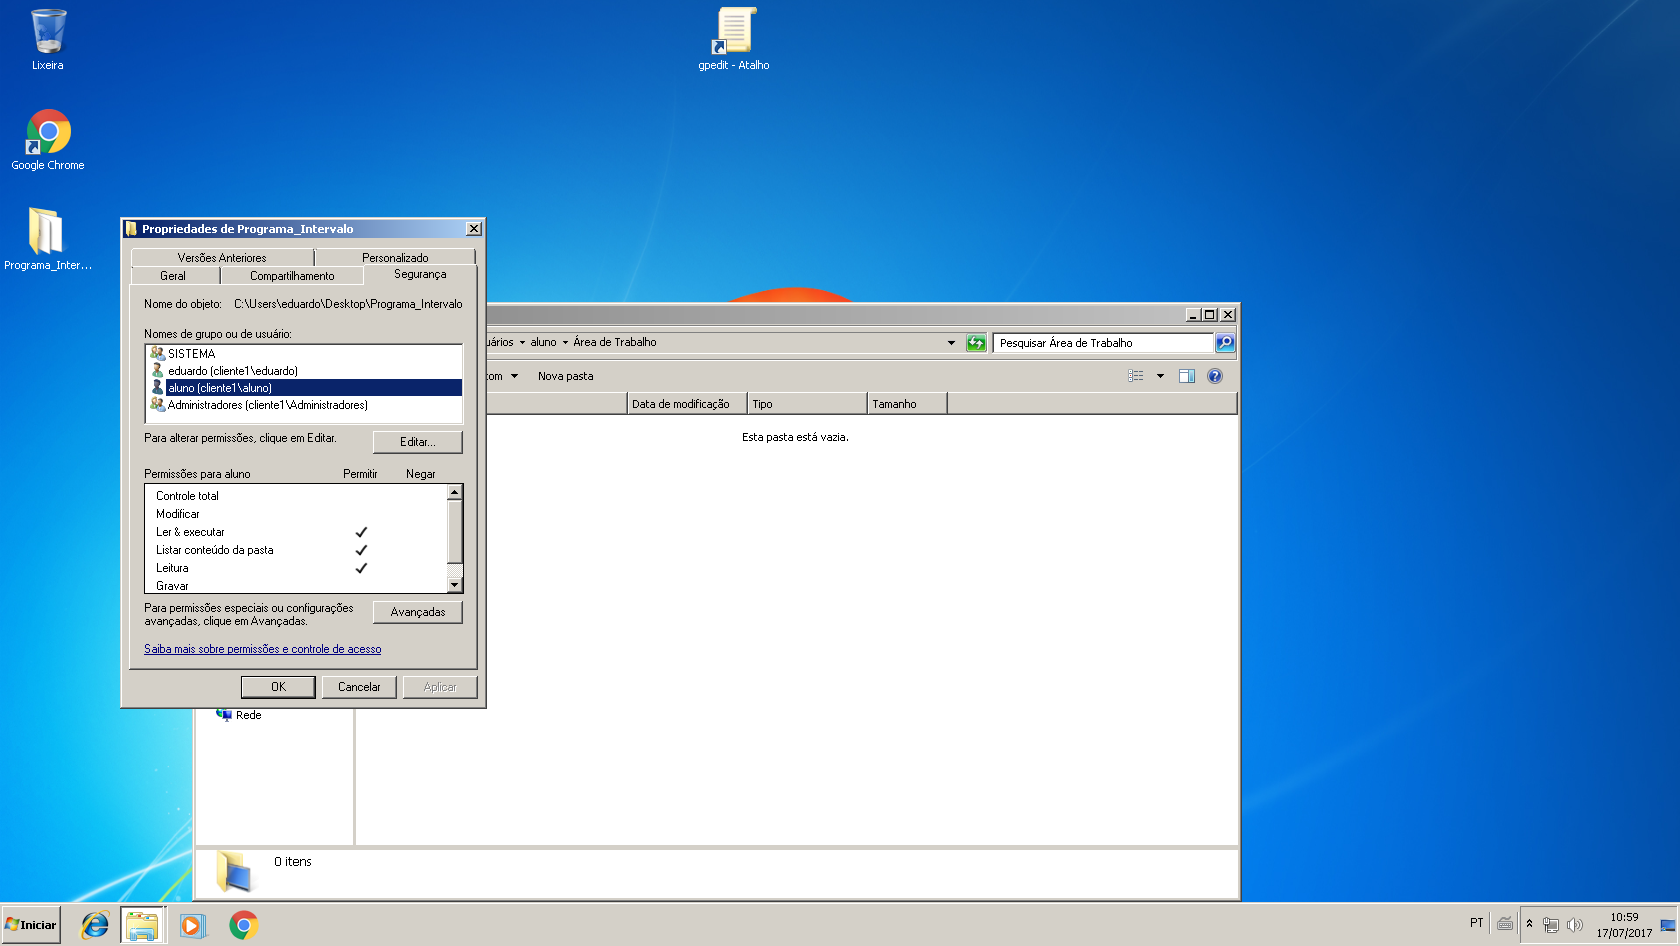 Lixeira
gpedit - Atalho
Google Chrome
Programa_Inter...
Propriedades de Programa_Intervalo
Versões Anteriores
Personalizado
Geral
Compartilhamento
Segurança
Nome do objeto: C:\Users\eduardo\Desktop\Programa_Intervalo
Nomes de grupo ou de usuário:
SISTEMA
eduardo (cliente1\eduardo)
aluno (cliente1\aluno)
Administradores (cliente1\Administradores)
Para alterar permissões, clique em Editar.
Editar...
Permissões para aluno Permitir Negar
Controle total
Modificar
Ler & executar
Listar conteúdo da pasta
Leitura
Gravar
Para permissões especiais ou configurações
avançadas, clique em Avançadas.
Avançadas
Saiba mais sobre permissões e controle de acesso
OK Cancelar Aplicar
uários aluno Área de Trabalho
Pesquisar Área de Trabalho
om Nova pasta
Data de modificação Tipo Tamanho
Esta pasta está vazia.
Rede
0 itens
Iniciar
PT
10:59
17/07/2017